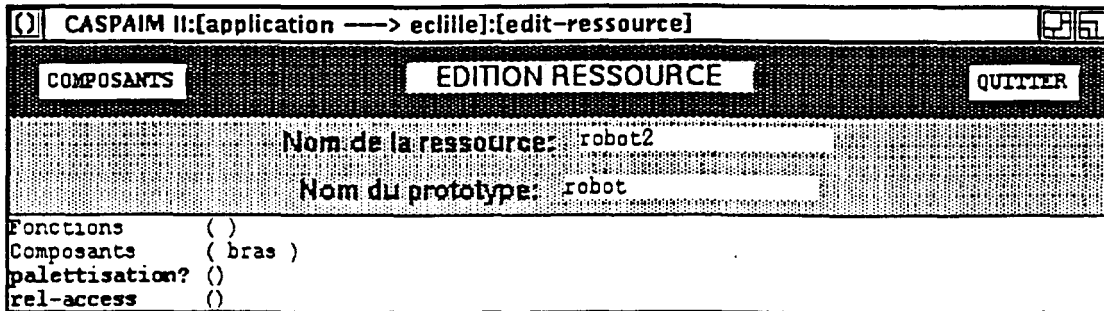 CASPAIM II:[application ----> eclille]:[edit-ressource]
COMPOSANTS EDITION RESSOURCE QUITTER
Nom de la ressource: robot2
Nom du prototype: robot
Fonctions ( )
Composants ( bras )
palettisation? ()
rel-access ()